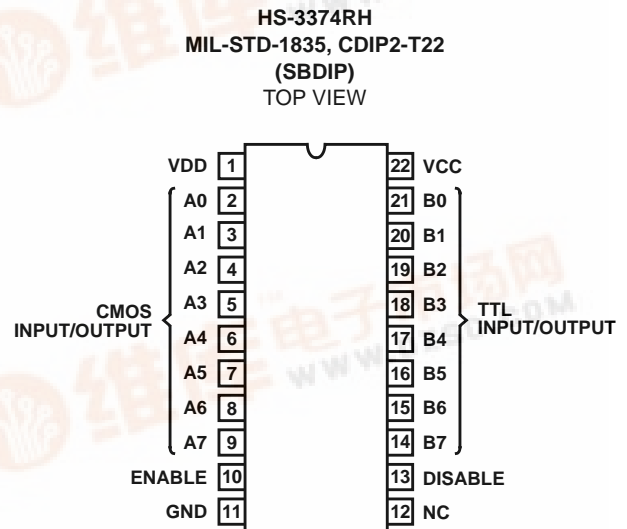 HS-3374RH
MIL-STD-1835, CDIP2-T22
(SBDIP)
TOP VIEW
VDD 1 22 VCC
A0 2 21 B0
A1 3 20 B1
A2 4 19 B2
A3 5 18 B3
CMOS
INPUT/OUTPUT
TTL
INPUT/OUTPUT
A4 6 17 B4
A5 7 16 B5
A6 8 15 B6
A7 9 14 B7
ENABLE 10 13 DISABLE
GND 11 12 NC